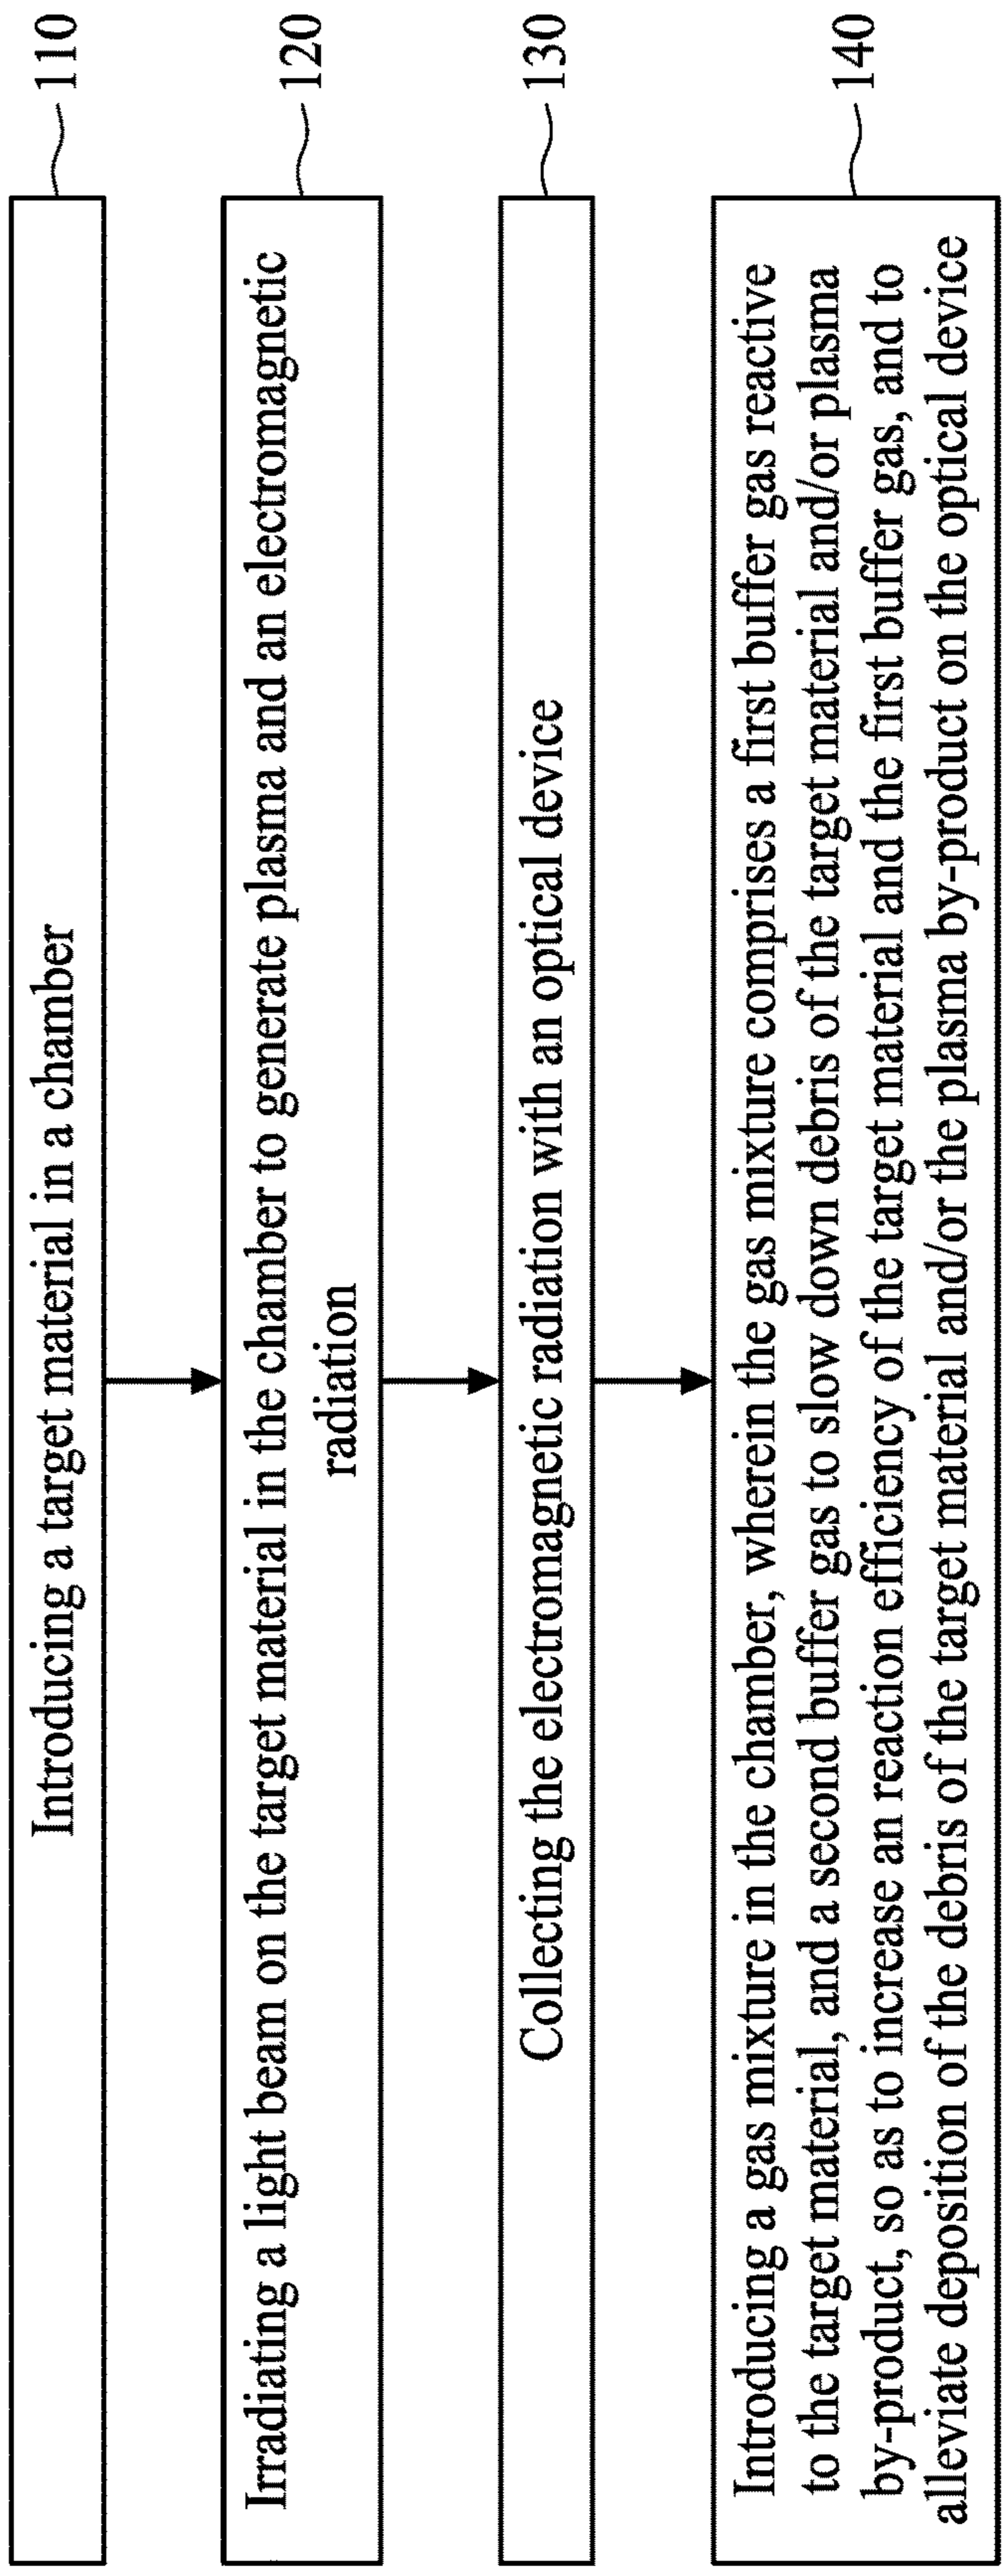 Introducing a target material in a chamber
110
Irradiating a light beam on the target material in the chamber to generate plasma and an electromagnetic
radiation
120
Collecting the electromagnetic radiation with an optical device
130
Introducing a gas mixture in the chamber, wherein the gas mixture comprises a first buffer gas reactive
to the target material, and a second buffer gas to slow down debris of the target material and/or plasma
by-product, so as to increase an reaction efficiency of the target material and the first buffer gas, and to
alleviate deposition of the debris of the target material and/or the plasma by-product on the optical device
140